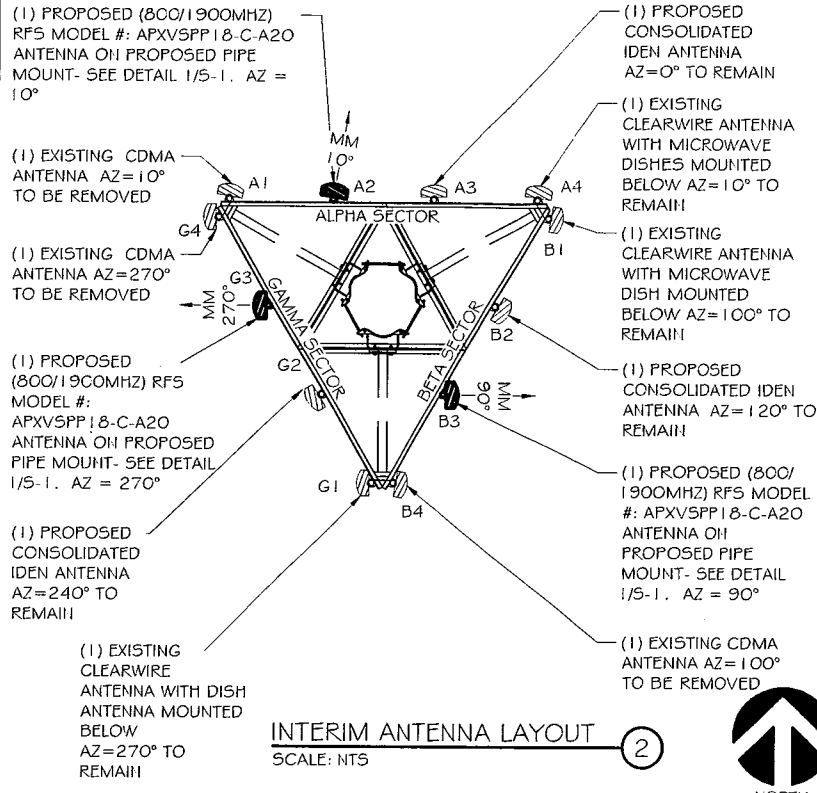 (1) PROPOSED (800/1900MHZ)
RFS MODEL #: APXVSPP18-C-A20
ANTENNA ON PROPOSED PIPE
MOUNT- SEE DETAIL 1/S-1. AZ =
10°
(1) PROPOSED
CONSOLIDATED
IDEN ANTENNA
AZ=0° TO REMAIN
(1) EXISTING CDMA
ANTENNA AZ=10°
TO BE REMOVED
(1) EXISTING
CLEARWIRE ANTENNA
WITH MICROWAVE
DISHES MOUNTED
BELOW AZ=10° TO
REMAIN
MM
10°
A1
A2
A3
A4
ALPHA SECTOR
G4
B1
(1) EXISTING CDMA
ANTENNA AZ=270°
TO BE REMOVED
(1) EXISTING
CLEARWIRE ANTENNA
WITH MICROWAVE
DISH MOUNTED
BELOW AZ=100° TO
REMAIN
G3
MM
270°
GAMMA SECTOR
BETA SECTOR
B2
G2
MM
90°
B3
(1) PROPOSED
(800/1900MHZ) RFS
MODEL #:
APXVSPP18-C-A20
ANTENNA ON PROPOSED
PIPE MOUNT- SEE DETAIL
1/S-1. AZ = 270°
(1) PROPOSED
CONSOLIDATED IDEN
ANTENNA AZ=120° TO
REMAIN
G1
B4
(1) PROPOSED (800/
1900MHZ) RFS MODEL
#: APXVSPP18-C-A20
ANTENNA ON
PROPOSED PIPE
MOUNT- SEE DETAIL
1/S-1. AZ = 90°
(1) PROPOSED
CONSOLIDATED
IDEN ANTENNA
AZ=240° TO
REMAIN
(1) EXISTING
CLEARWIRE
ANTENNA WITH DISH
ANTENNA MOUNTED
BELOW
AZ=270° TO
REMAIN
(1) EXISTING CDMA
ANTENNA AZ=100°
TO BE REMOVED
INTERIM ANTENNA LAYOUT
SCALE: NTS
2
NORTH